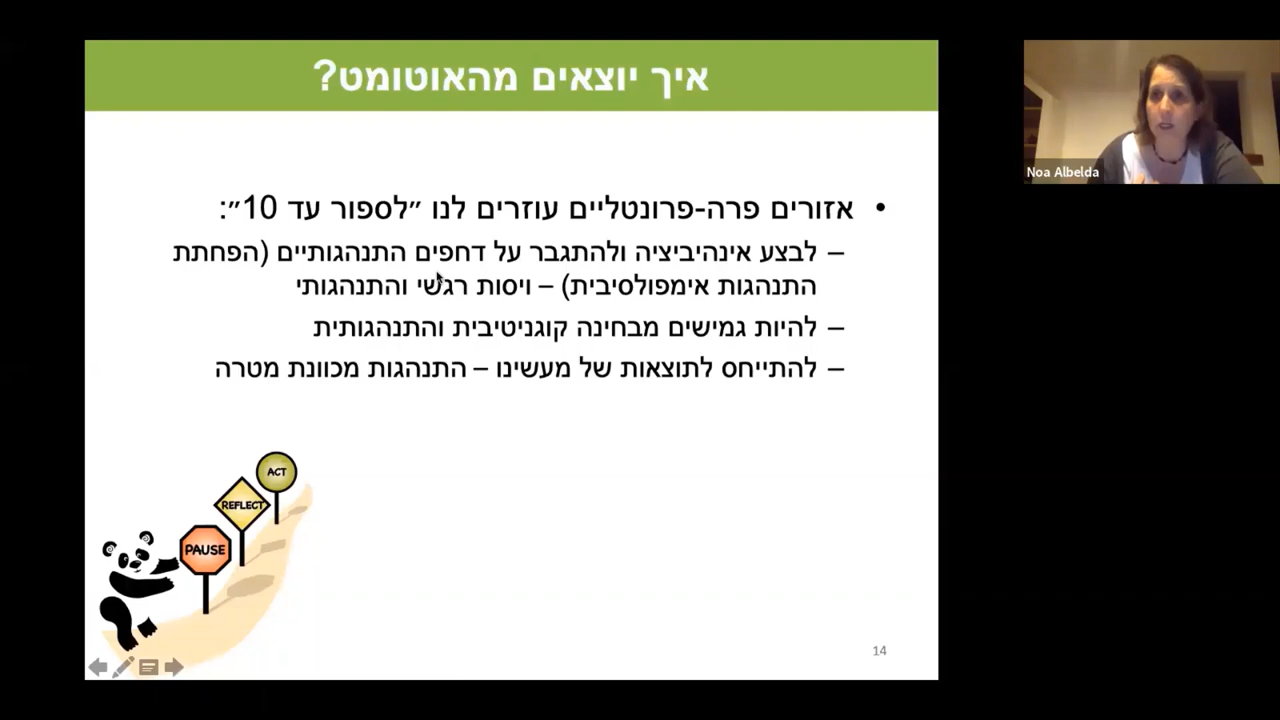 איך יוצאים מהאוטומט?
• אזורים פרה-פרונטליים עוזרים לנו ״לספור עד 10״:
– לבצע אינהיביציה ולהתגבר על דחפים התנהגותיים (הפחתת
התנהגות אימפולסיבית) – ויסות רגשי והתנהגותי
– להיות גמישים מבחינה קוגניטיבית והתנהגותית
– להתייחס לתוצאות של מעשינו – התנהגות מכוונת מטרה
ACT
REFLECT
PAUSE
14
Noa Albelda